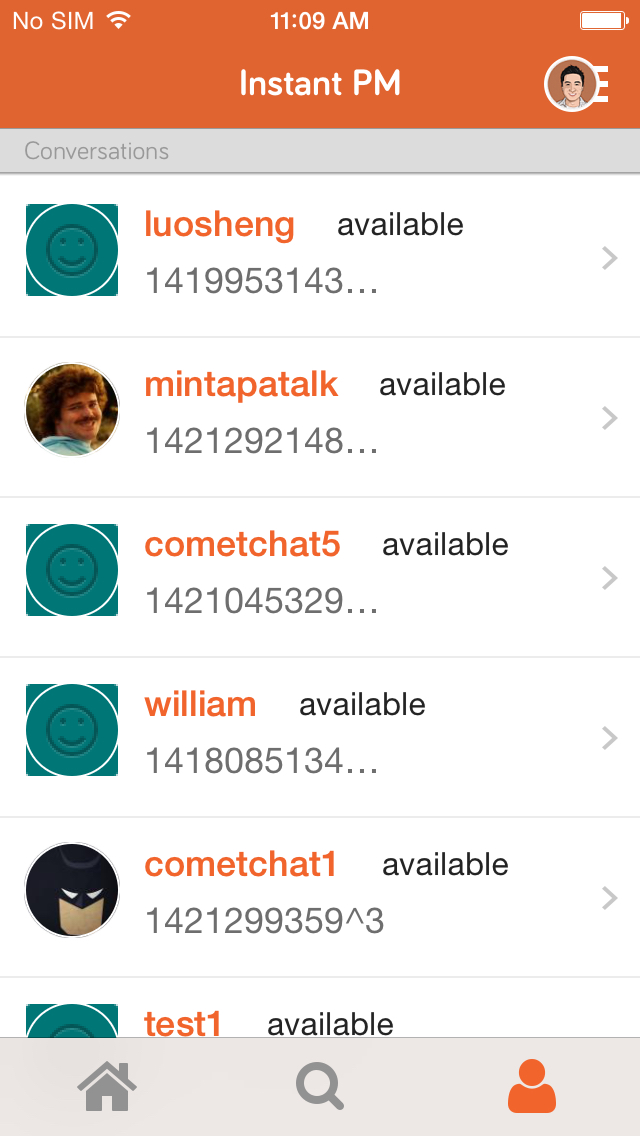 No SIM 11:09 AM
Instant PM
Conversations
luosheng available
1419953143...
mintapatalk available
1421292148...
cometchat5 available
1421045329...
william available
1418085134...
cometchat1 available
1421299359^3
test1 available